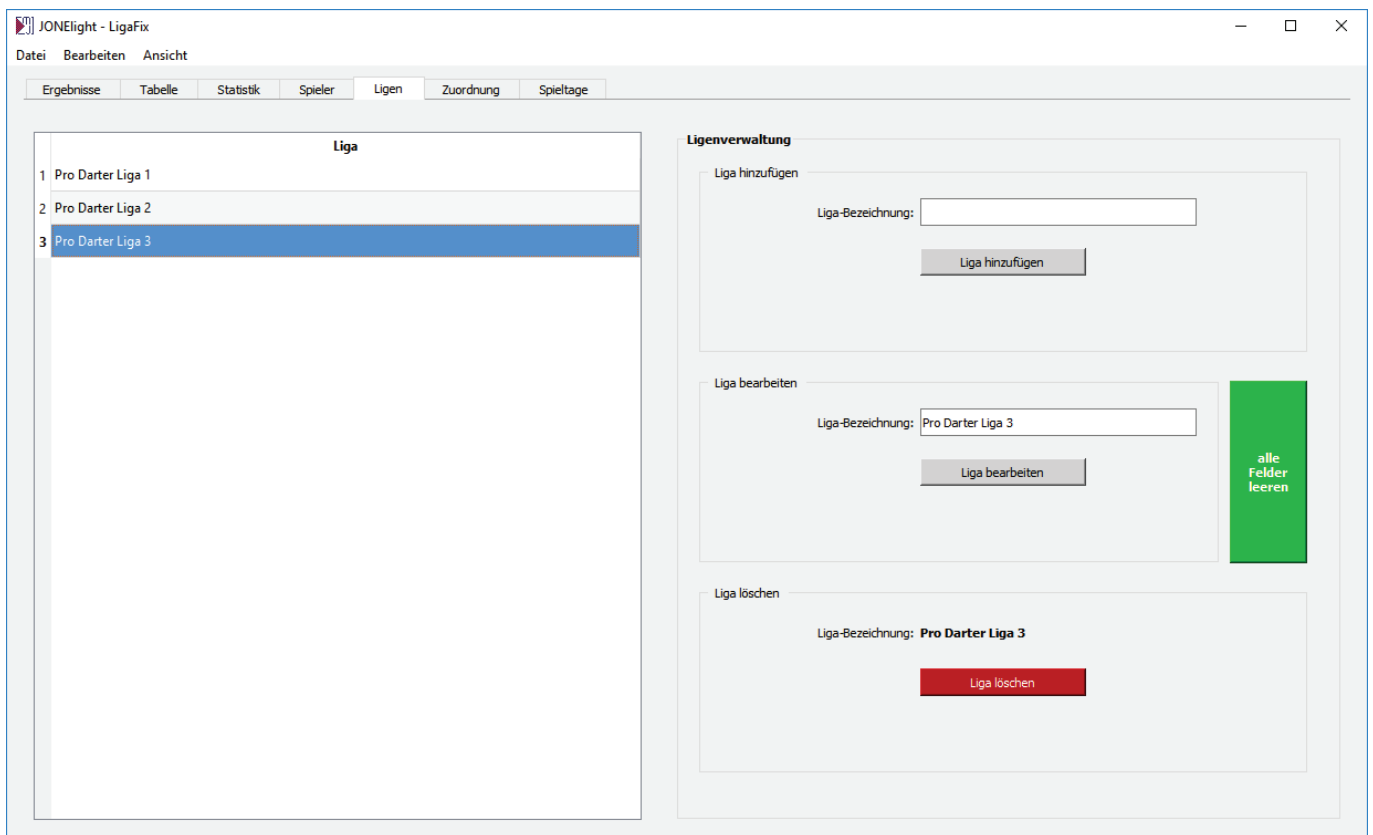 JONElight - LigaFix
Datei Bearbeiten Ansicht
Ergebnisse Tabelle Statistik Spieler Ligen Zuordnung Spieltage
Liga
1 Pro Darter Liga 1
2 Pro Darter Liga 2
3 Pro Darter Liga 3
Ligenverwaltung
Liga hinzufügen
Liga-Bezeichnung:
Liga hinzufügen
Liga bearbeiten
Liga-Bezeichnung: Pro Darter Liga 3
Liga bearbeiten
alle
Felder
leeren
Liga löschen
Liga-Bezeichnung: Pro Darter Liga 3
Liga löschen